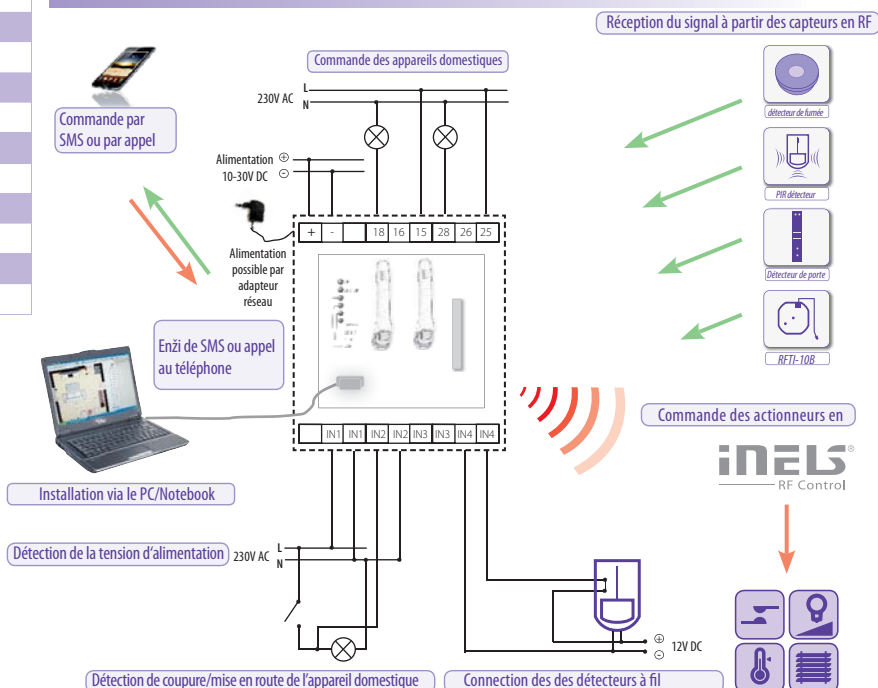 Réception du signal à partir des capteurs en RF
Commande des appareils domestiques
Commande par
SMS ou par appel
230V AC
L
N
Alimentation ⊕
10-30V DC ⊖
Alimentation
possible par
adapteur
réseau
+ - 18 16 15 28 26 25
détecteur de fumée
PIR détecteur
Détecteur de porte
RFTI-10B
Enži de SMS ou appel
au téléphone
IN1 IN1 IN2 IN2 IN3 IN3 IN4 IN4
Commande des actionneurs en
iNELS®
RF Control
Installation via le PC/Notebook
Détection de la tension d'alimentation
230V AC
L
N
⊕
12V DC
⊖
Détection de coupure/mise en route de l'appareil domestique
Connection des des détecteurs à fil